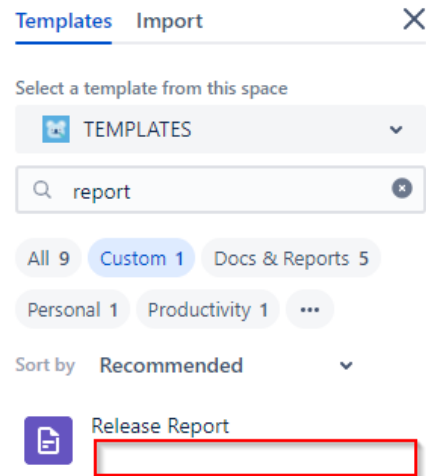 Templates Import
Select a template from this space
TEMPLATES
report
All 9 Custom 1 Docs & Reports 5
Personal 1 Productivity 1 •••
Sort by Recommended
Release Report